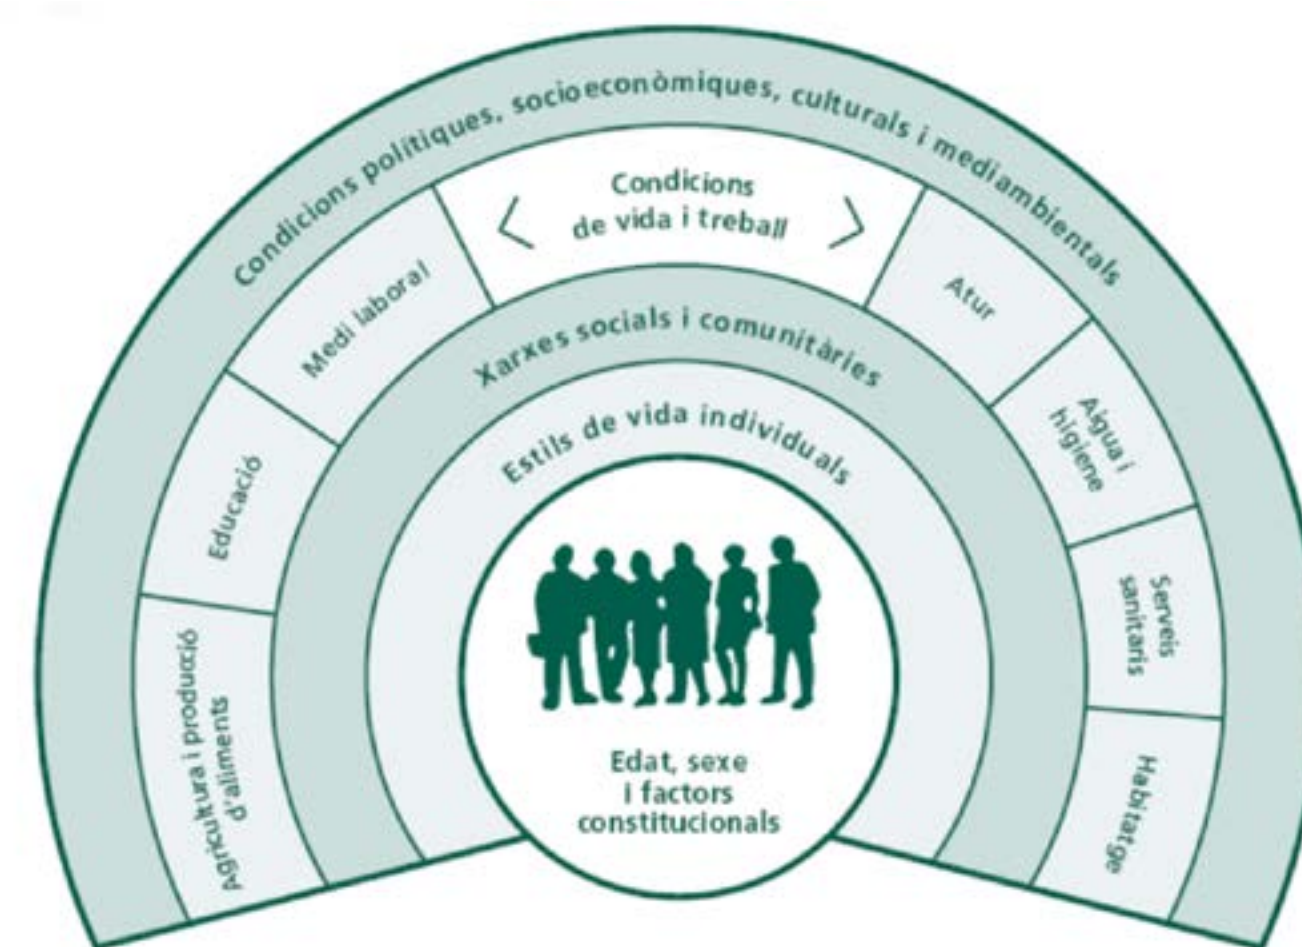 Condicions polítiques, socioeconòmiques, culturals i mediambientals
Condicions
de vida i treball
Medi laboral
Atur
Xarxes socials i comunitàries
Aigua i
higiene
Estils de vida individuals
Educació
Serveis
sanitaris
Agricultura i producció
d'aliments
Habitatge
Edat, sexe
i factors
constitucionals